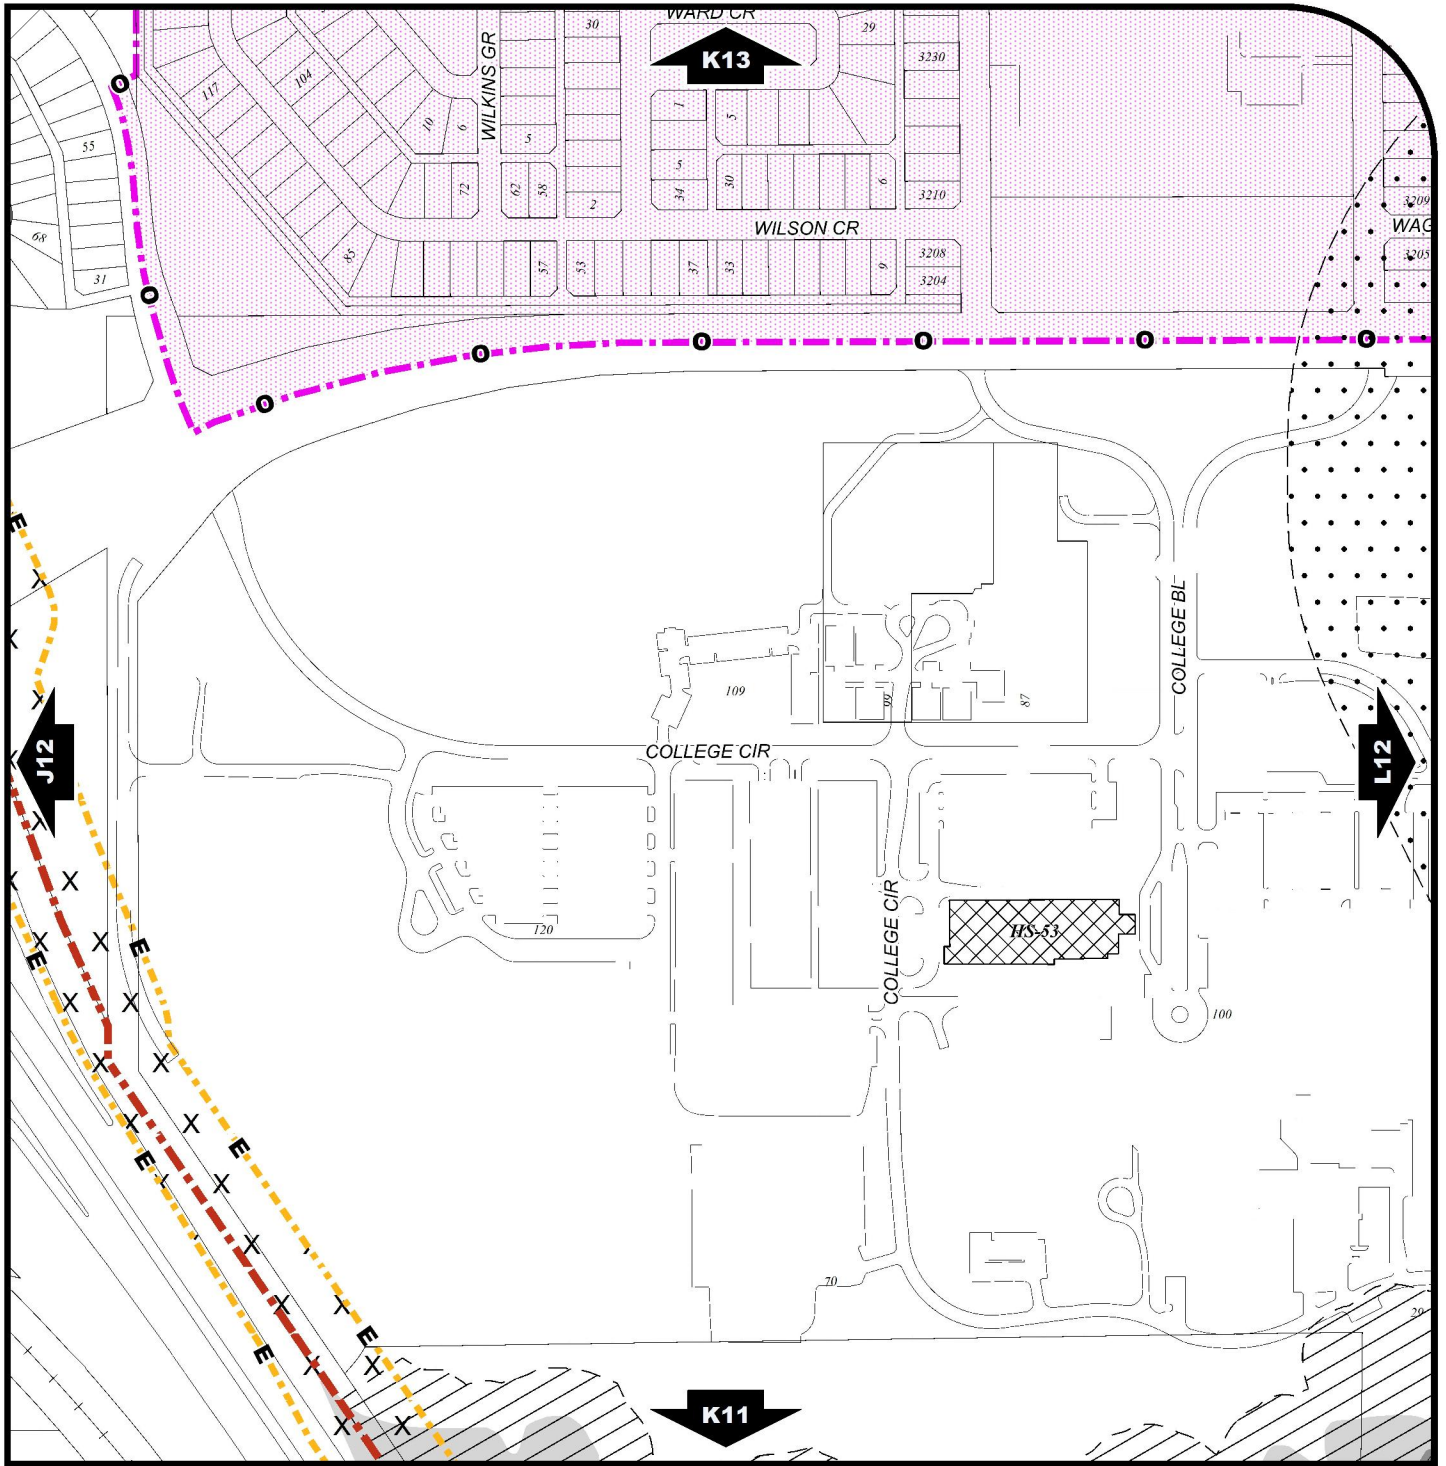 WARD CR
30
29
K13
3230
117
104
WILKINS GR
10
6
5
1
5
55
5
72
62
58
2
34
30
6
3210
3209
68
WILSON CR
WAG
85
57
53
37
33
9
3208
3204
3205
31
O
O
O
O
O
O
O
O
E
X
X
X
COLLEGE BL
109
99
87
J12
COLLEGE CIR
L12
X
X
X
X
120
COLLEGE CIR
HS-53
X
X
E
E
X
X
100
X
X
X
X
E
E
X
X
X
70
X
X
29
E
E
X
X
X
X
K11